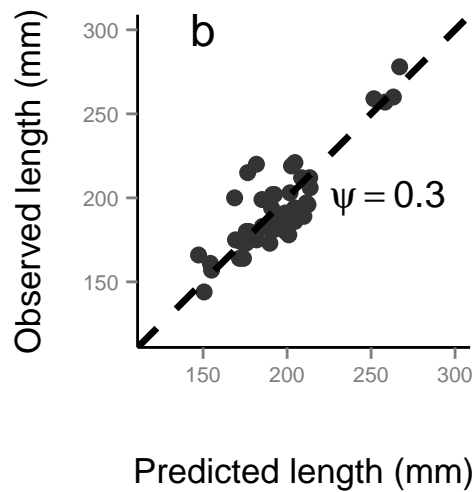 b
Observed length (mm)
300
250
200
150
ψ = 0.3
150 200 250 300
Predicted length (mm)